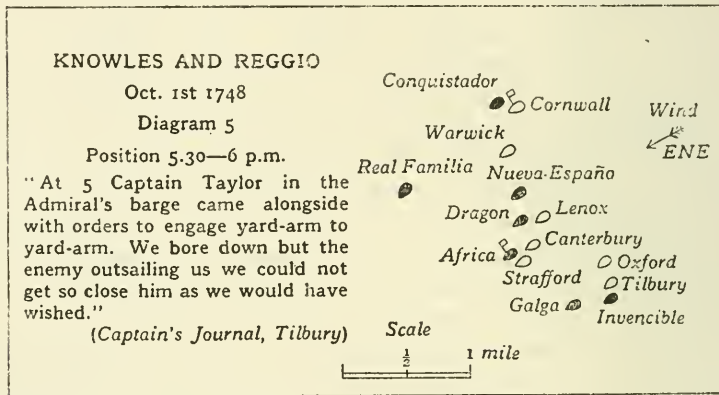 KNOWLES AND REGGIO
Oct. 1st 1748
Diagram 5
Position 5.30—6 p.m.
"At 5 Captain Taylor in the
Admiral's barge came alongside
with orders to engage yard-arm to
yard-arm. We bore down but the
enemy outsailing us we could not
get so close him as we would have
wished."
(Captain's Journal, Tilbury)
Conquistador
Cornwall
Wind
ENE
Warwick
Real Familia
Nueva-Españo
Dragon
Lenox
Canterbury
Africa
Oxford
Strafford
Tilbury
Galga
Invencible
Scale
½ 1 mile